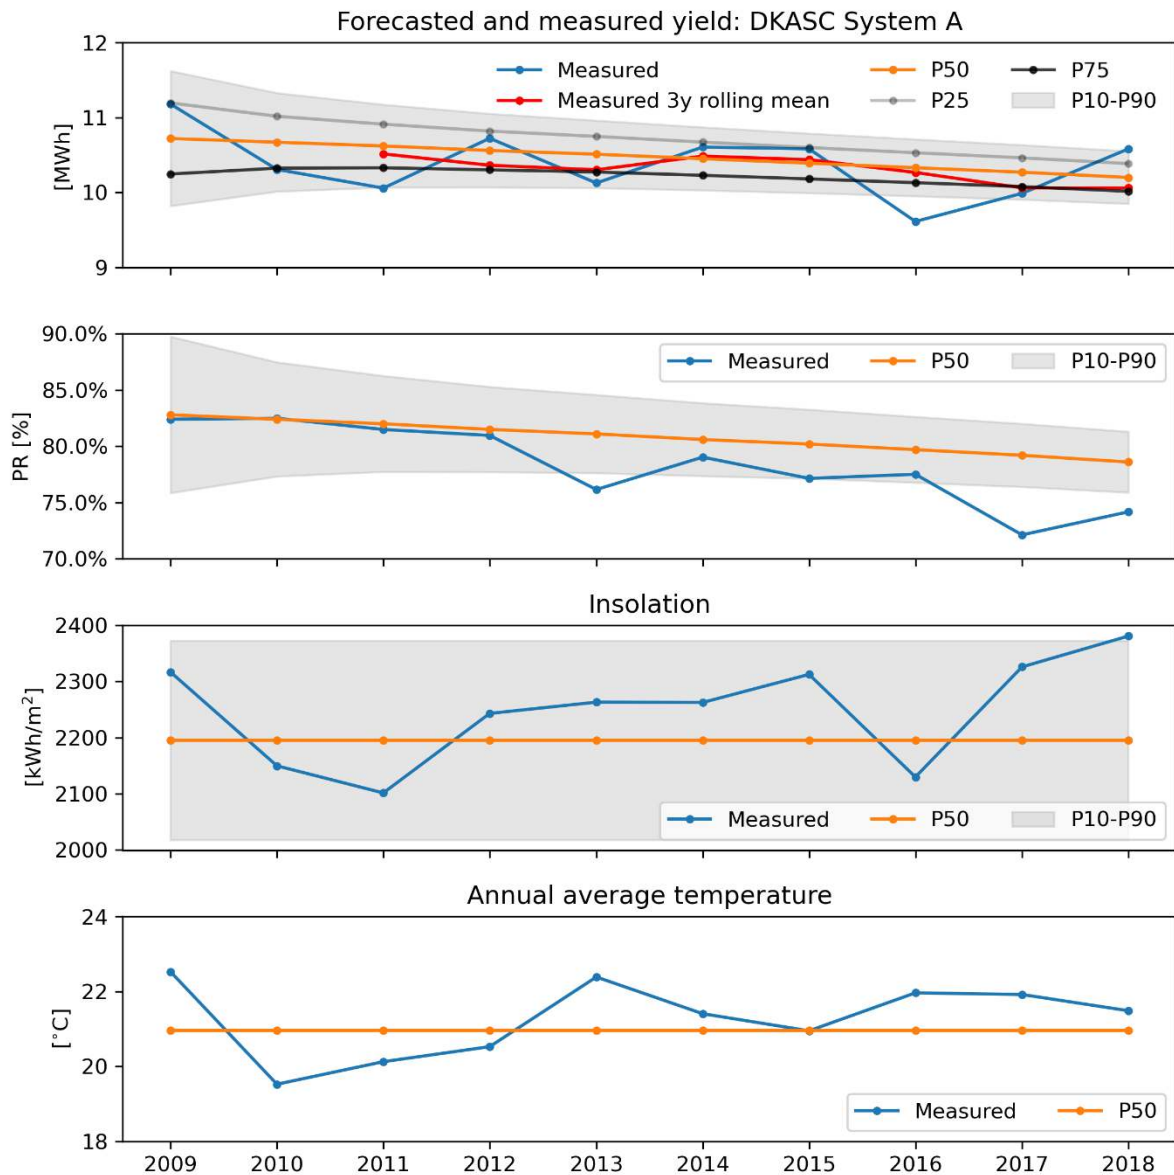 Forecasted and measured yield: DKASC System A
[MWh]
12
11
10
9
Measured
P50
P75
Measured 3y rolling mean
P25
P10-P90
PR [%]
90.0%
85.0%
80.0%
75.0%
70.0%
Measured
P50
P10-P90
Insolation
[kWh/m²]
2400
2300
2200
2100
2000
Measured
P50
P10-P90
Annual average temperature
[°C]
24
22
20
18
Measured
P50
2009 2010 2011 2012 2013 2014 2015 2016 2017 2018